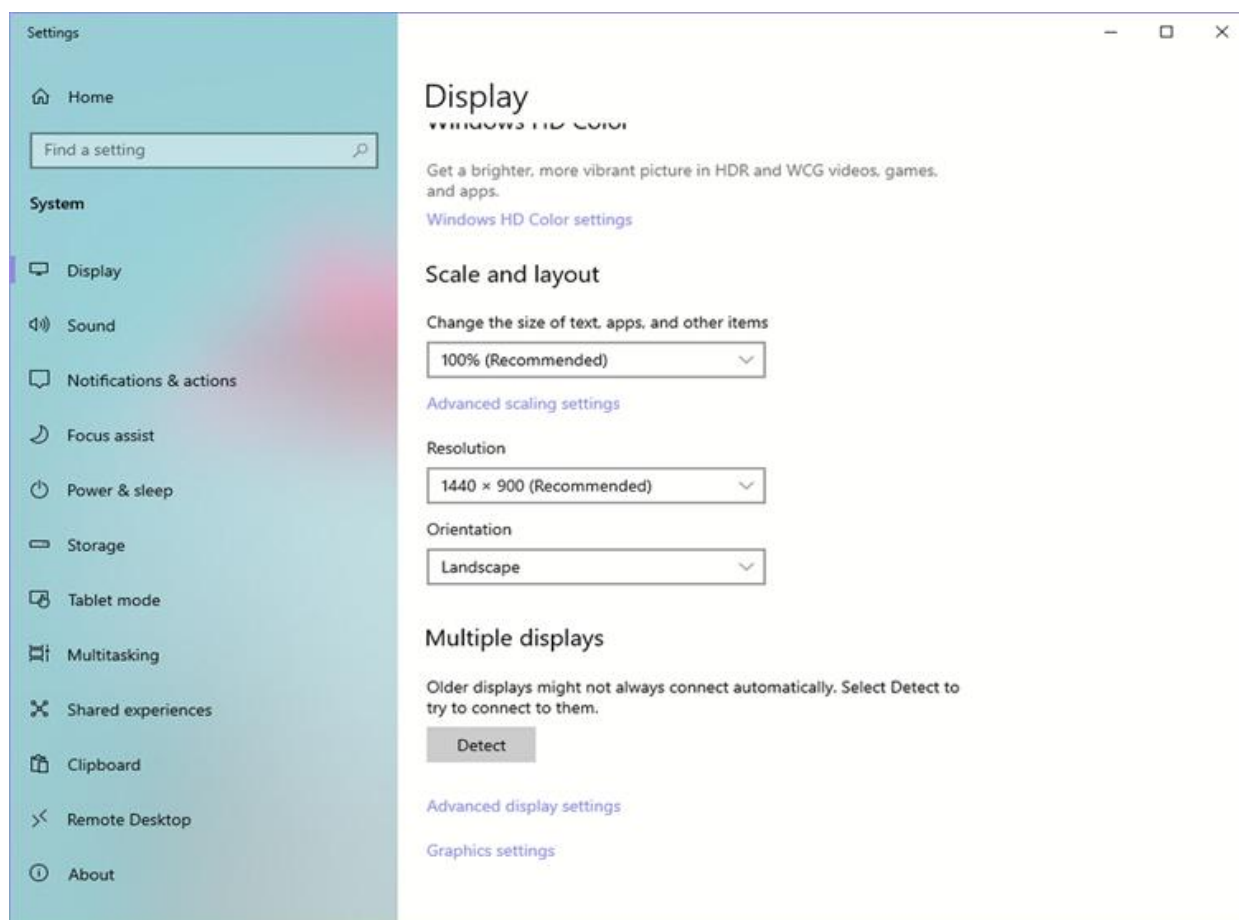 Settings
Home
Find a setting
System
Display
Sound
Notifications & actions
Focus assist
Power & sleep
Storage
Tablet mode
Multitasking
Shared experiences
Clipboard
Remote Desktop
About
Display
Windows HD Color
Get a brighter, more vibrant picture in HDR and WCG videos, games,
and apps.
Windows HD Color settings
Scale and layout
Change the size of text, apps, and other items
100% (Recommended)
Advanced scaling settings
Resolution
1440 × 900 (Recommended)
Orientation
Landscape
Multiple displays
Older displays might not always connect automatically. Select Detect to
try to connect to them.
Detect
Advanced display settings
Graphics settings